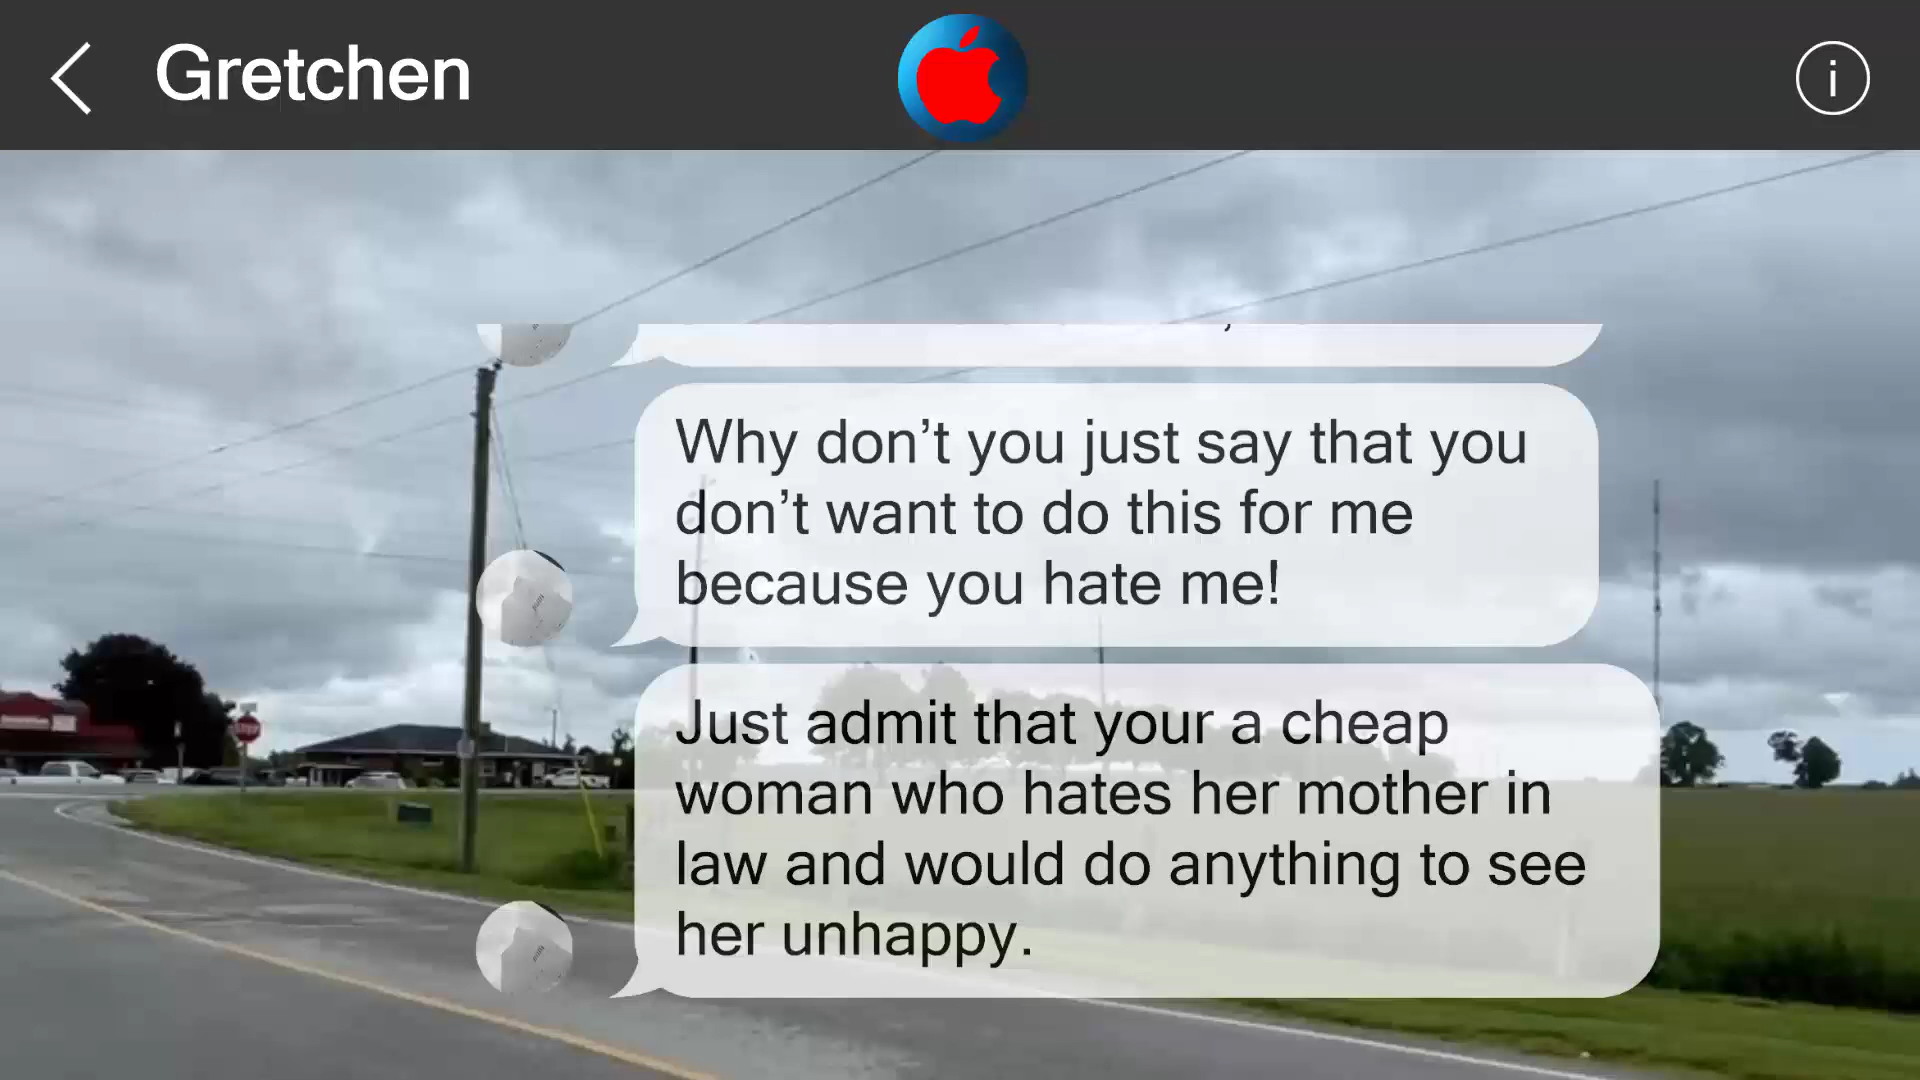 Gretchen
Why don’t you just say that you
don’t want to do this for me
because you hate me!
Just admit that your a cheap
woman who hates her mother in
law and would do anything to see
her unhappy.
STOP